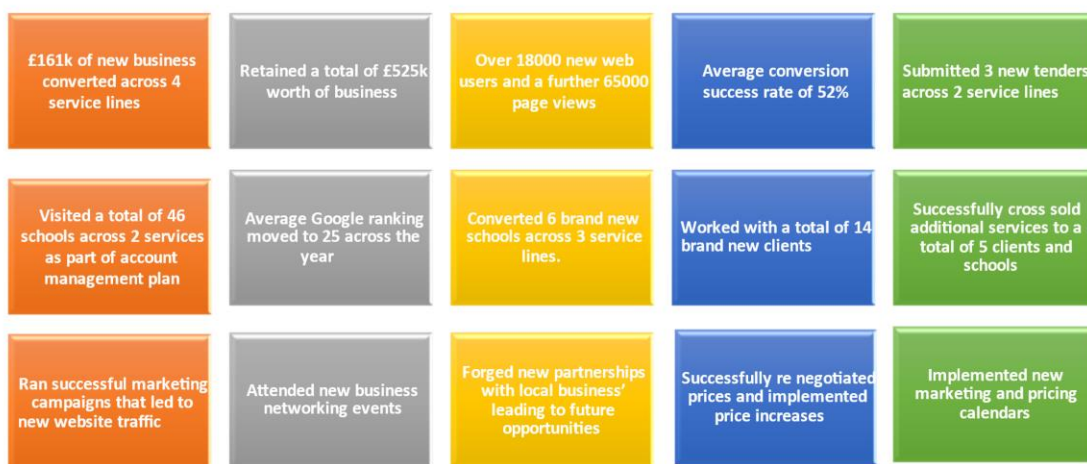 £161k of new business
converted across 4
service lines
Retained a total of £525k
worth of business
Over 18000 new web
users and a further 65000
page views
Average conversion
success rate of 52%
Submitted 3 new tenders
across 2 service lines
Visited a total of 46
schools across 2 services
as part of account
management plan
Average Google ranking
moved to 25 across the
year
Converted 6 brand new
schools across 3 service
lines.
Worked with a total of 14
brand new clients
Successfully cross sold
additional services to a
total of 5 clients and
schools
Ran successful marketing
campaigns that led to
new website traffic
Attended new business
networking events
Forged new partnerships
with local business’
leading to future
opportunities
Successfully re negotiated
prices and implemented
price increases
Implemented new
marketing and pricing
calendars